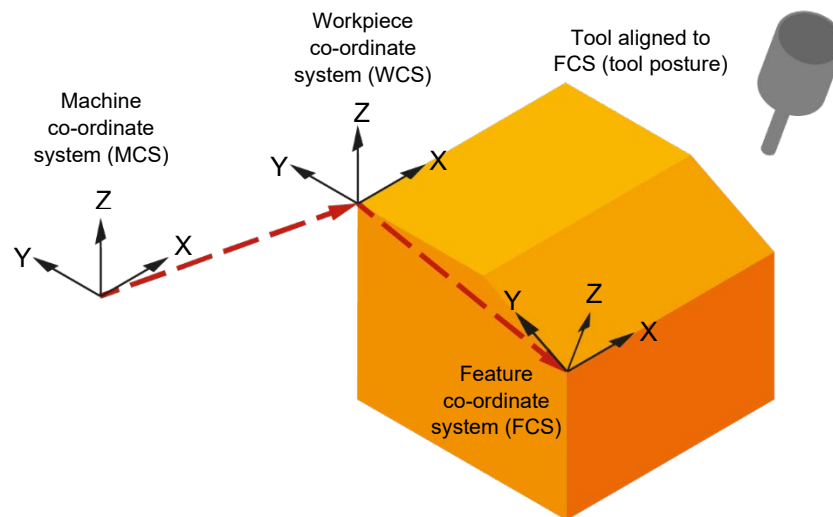 Workpiece
co-ordinate
system (WCS)
Tool aligned to
FCS (tool posture)
Machine
co-ordinate
system (MCS)
Z
Y
X
Z
Y
X
Y
Z
X
Feature
co-ordinate
system (FCS)